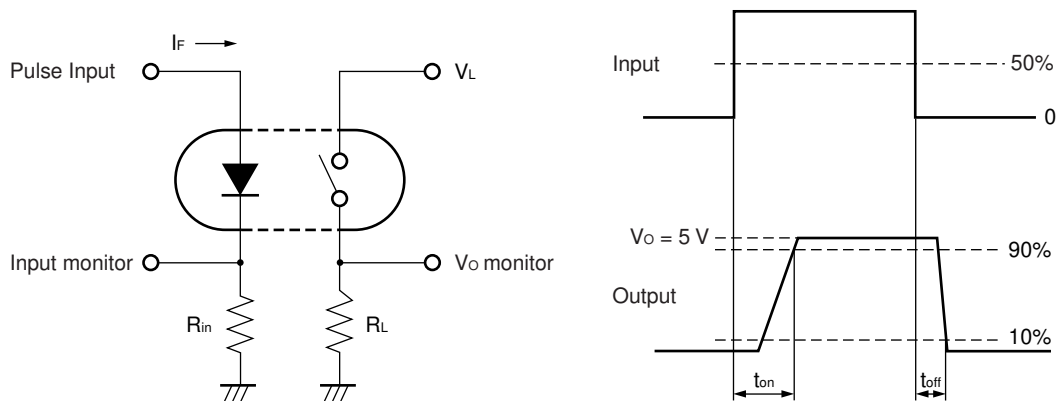 IF
Pulse Input
VL
Input monitor
VO monitor
Rin
RL
Input
50%
0
VO = 5 V
90%
Output
10%
ton
toff